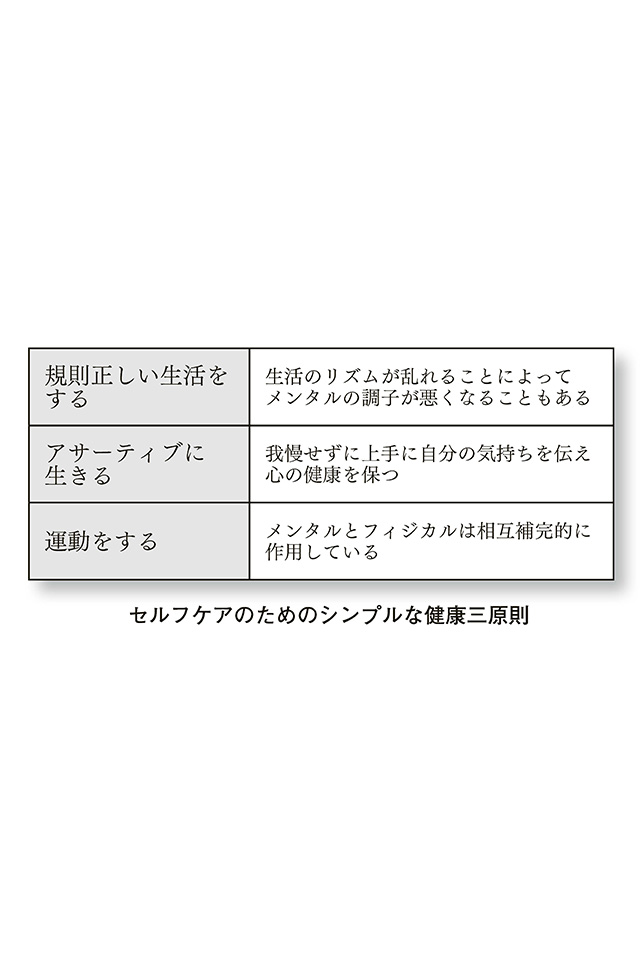 規則正しい生活を
する
生活のリズムが乱れることによって
メンタルの調子が悪くなることもある
アサーティブに
生きる
我慢せずに上手に自分の気持ちを伝え
心の健康を保つ
運動をする
メンタルとフィジカルは相互補完的に
作用している
セルフケアのためのシンプルな健康三原則